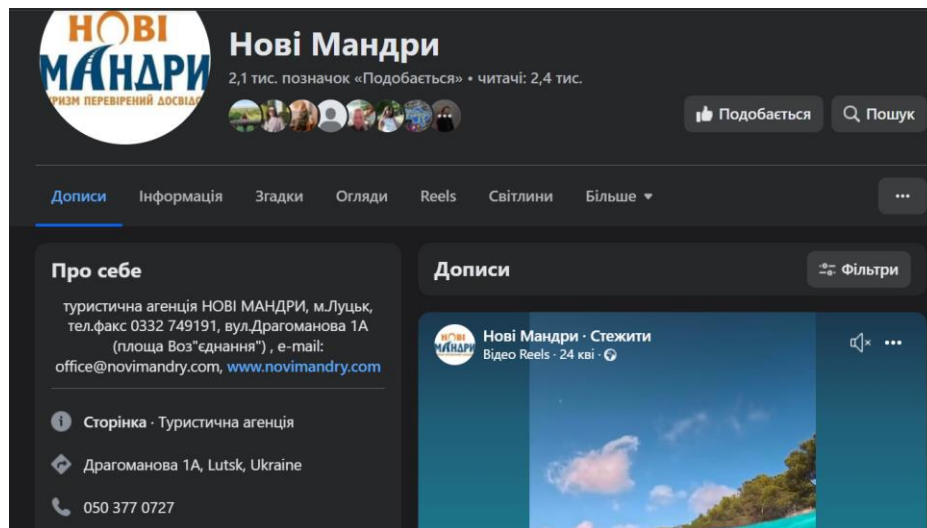 НОВІ
МАНДРИ
РИЗМ ПЕРЕВІРЕНИЙ ДОСВІДО
Нові Мандри
2,1 тис. позначок «Подобається» • читачі: 2,4 тис.
Подобається
Пошук
Дописи Інформація Згадки Огляди Reels Світлини Більше
Про себе
туристична агенція НОВІ МАНДРИ, м.Луцьк,
тел.факс 0332 749191, вул.Драгоманова 1А
(площа Воз"єднання") , e-mail:
office@novimandry.com, www.novimandry.com
Сторінка · Туристична агенція
Драгоманова 1А, Lutsk, Ukraine
050 377 0727
Дописи
Фільтри
НОВІ
МАНДРИ
Нові Мандри · Стежити
Відео Reels · 24 кві ·